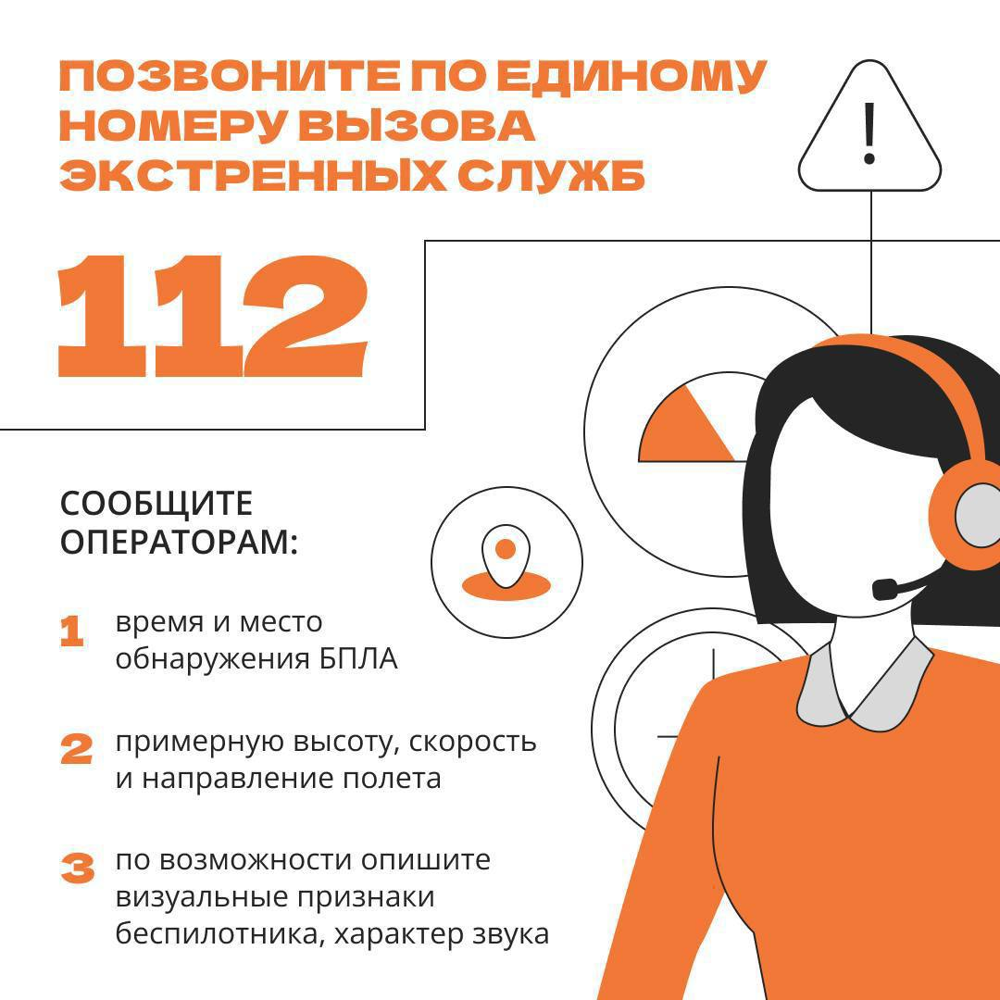 ПОЗВОНИТЕ ПО ЕДИНОМУ
НОМЕРУ ВЫЗОВА
ЭКСТРЕННЫХ СЛУЖБ
!
112
СООБЩИТЕ
ОПЕРАТОРАМ:
1 время и место
обнаружения БПЛА
2 примерную высоту, скорость
и направление полета
3 по возможности опишите
визуальные признаки
беспилотника, характер звука